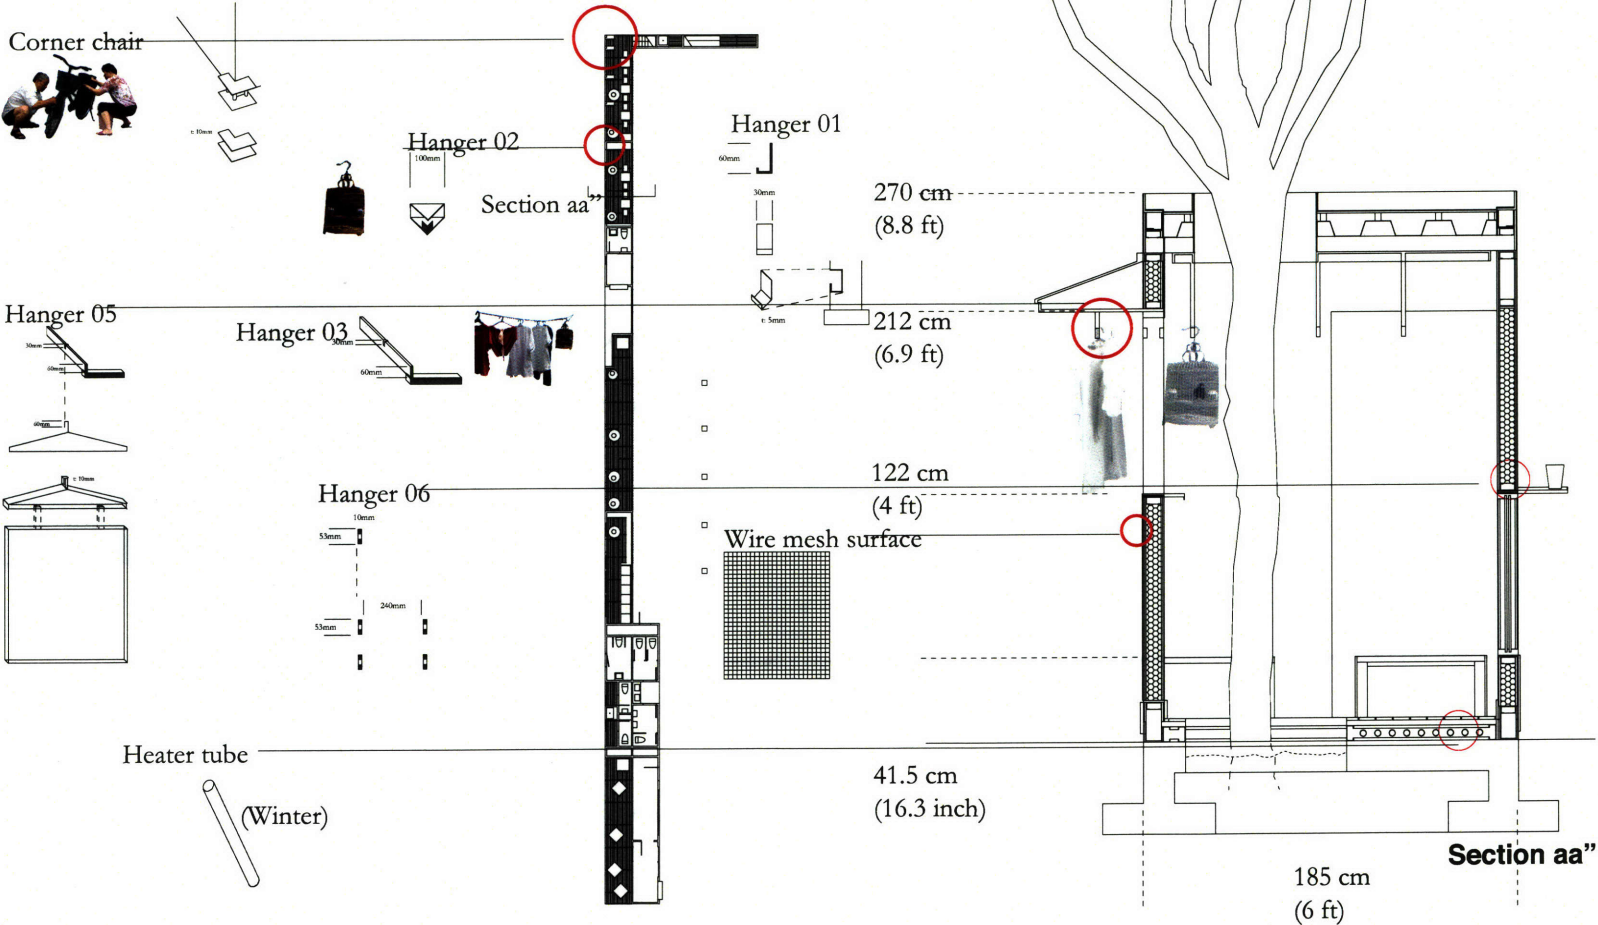 Corner chair
t: 10mm
Hanger 02
100mm
Section aa”
Hanger 01
60mm
30mm
t: 5mm
270 cm
(8.8 ft)
212 cm
(6.9 ft)
Hanger 05
30mm
60mm
60mm
t: 10mm
Hanger 03
30mm
60mm
122 cm
(4 ft)
Hanger 06
10mm
53mm
240mm
53mm
Wire mesh surface
Heater tube
(Winter)
41.5 cm
(16.3 inch)
Section aa”
185 cm
(6 ft)